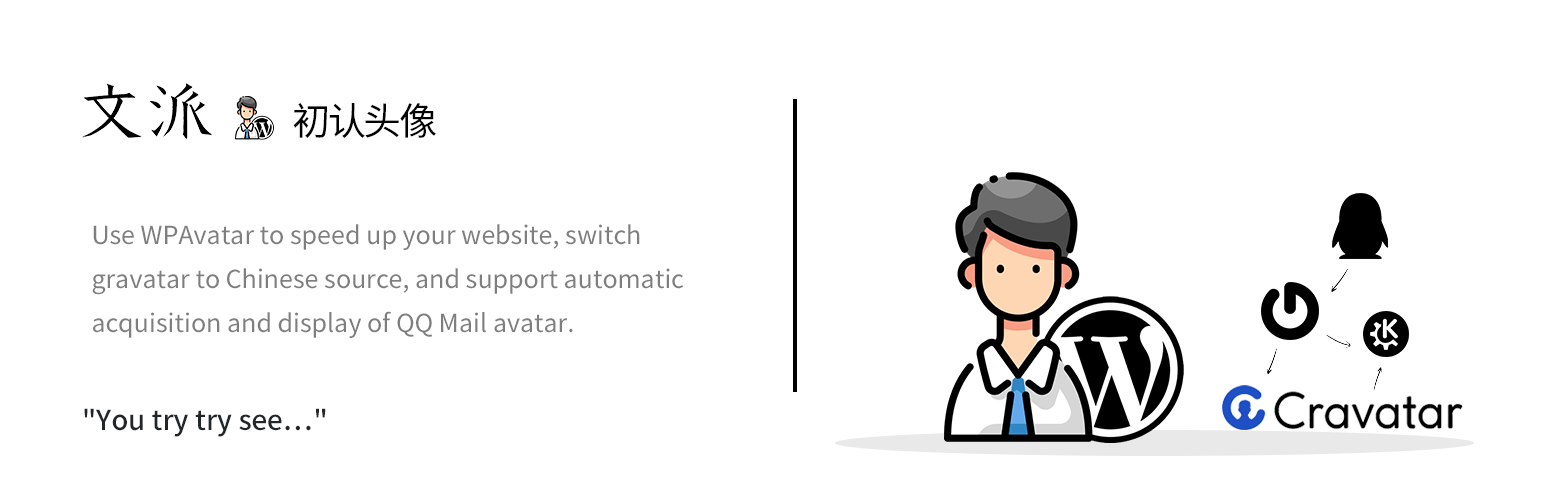 文派 初认头像
Use WPAvatar to speed up your website, switch
gravatar to Chinese source, and support automatic
acquisition and display of QQ Mail avatar.
"You try try see…"
Cravatar